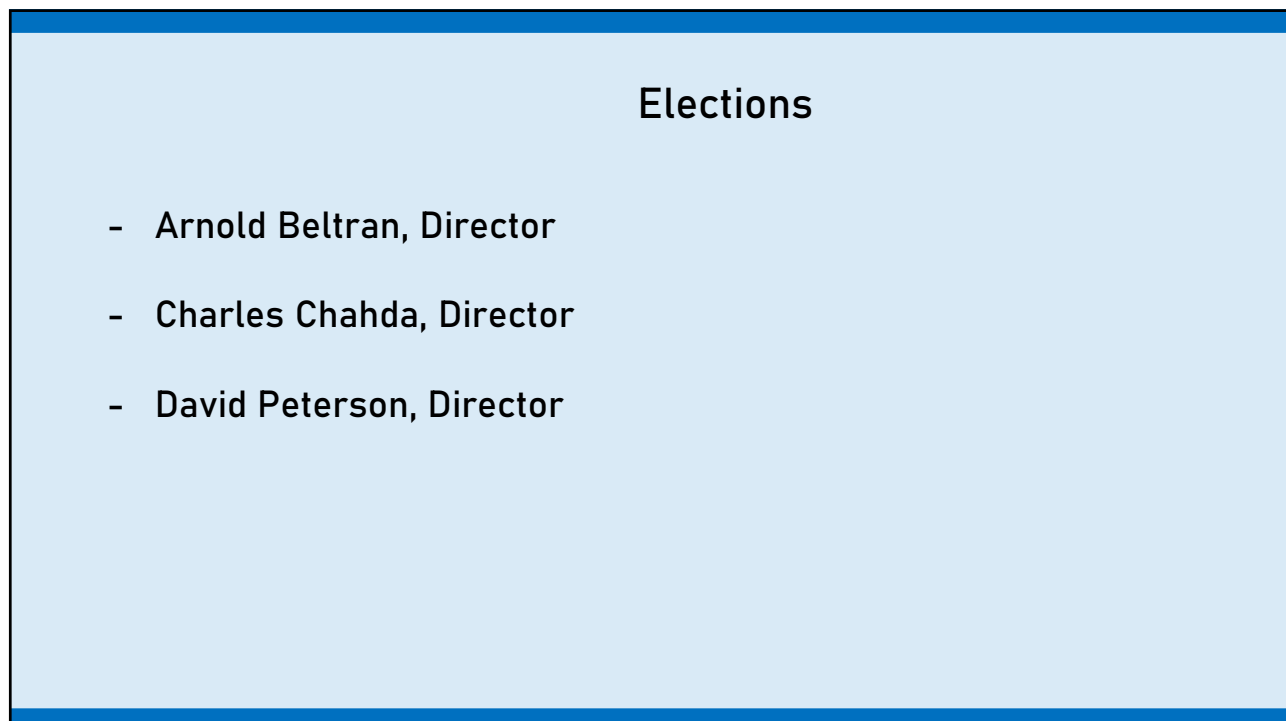 Elections
- Arnold Beltran, Director
- Charles Chahda, Director
- David Peterson, Director